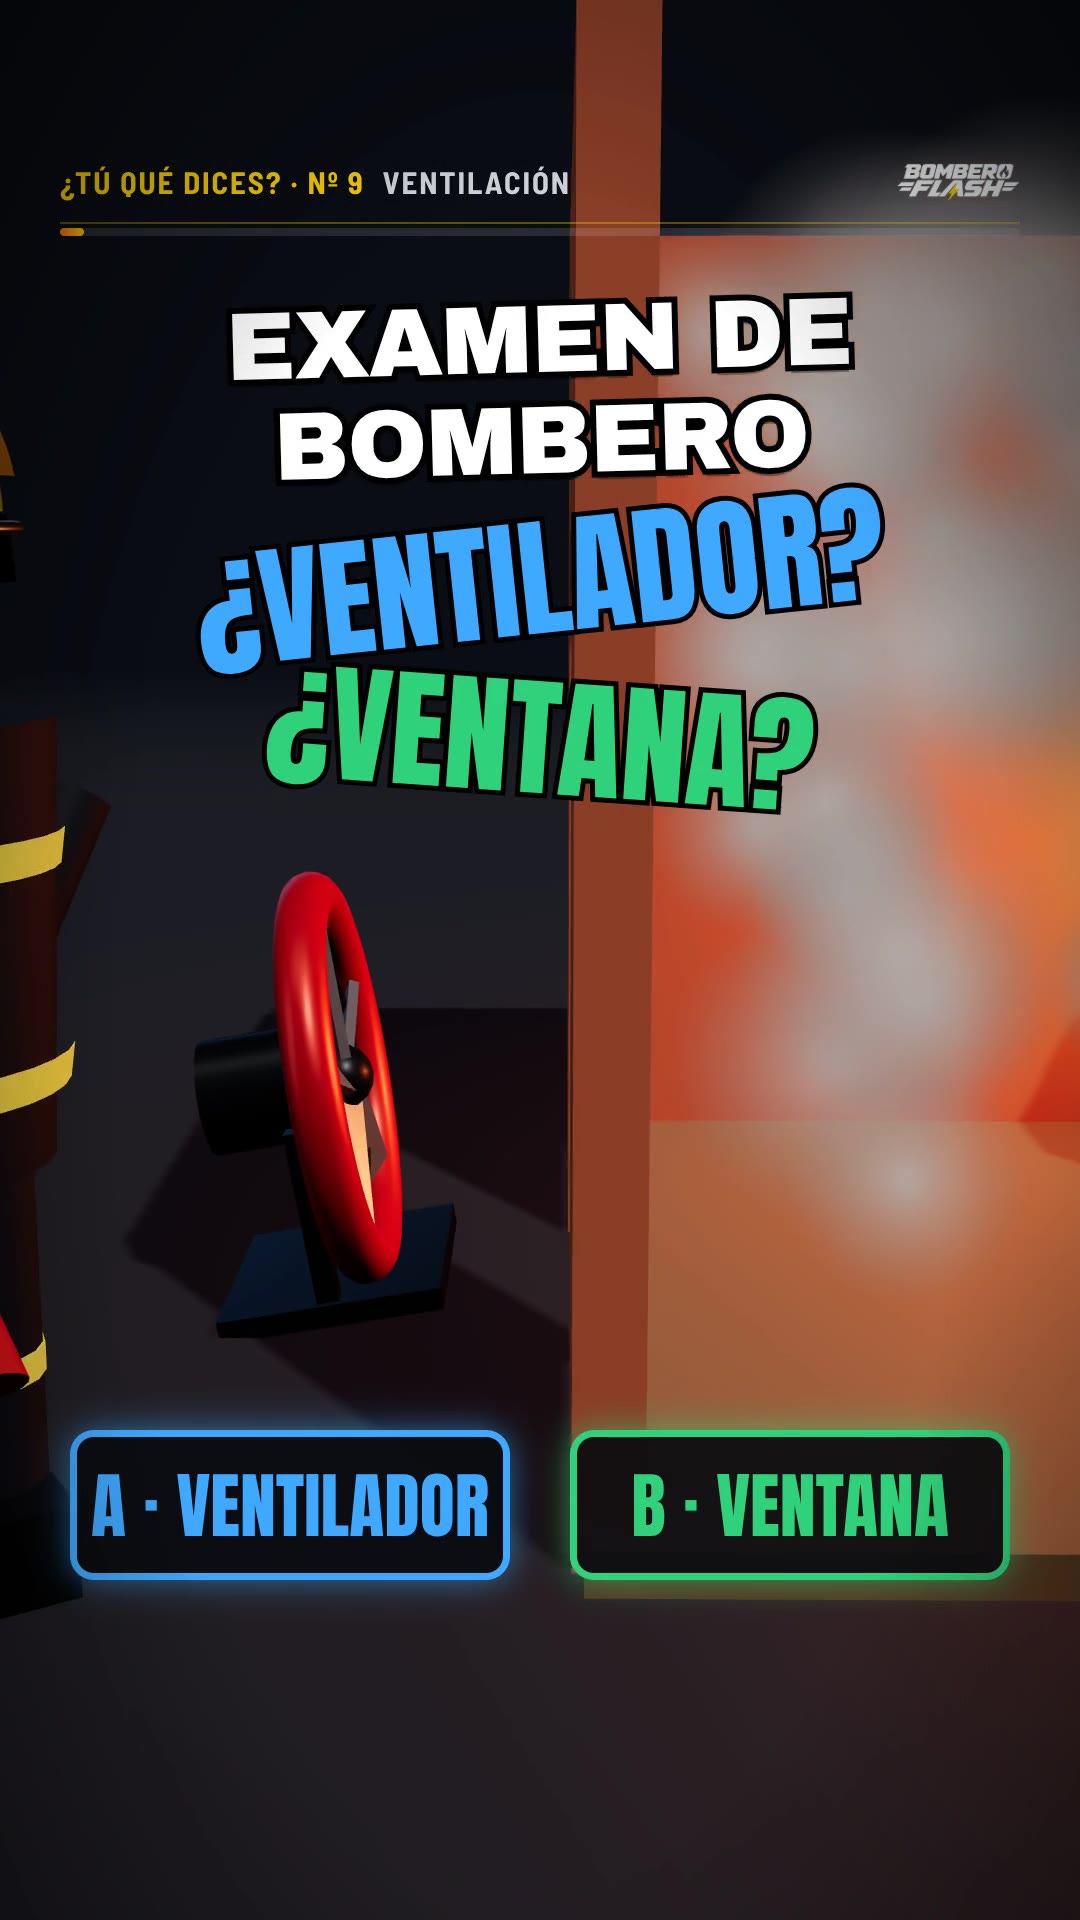 ¿TÚ QUÉ DICES? · Nº 9 VENTILACIÓN
BOMBERO
FLASH
EXAMEN DE
BOMBERO
¿VENTILADOR?
¿VENTANA?
A · VENTILADOR
B · VENTANA